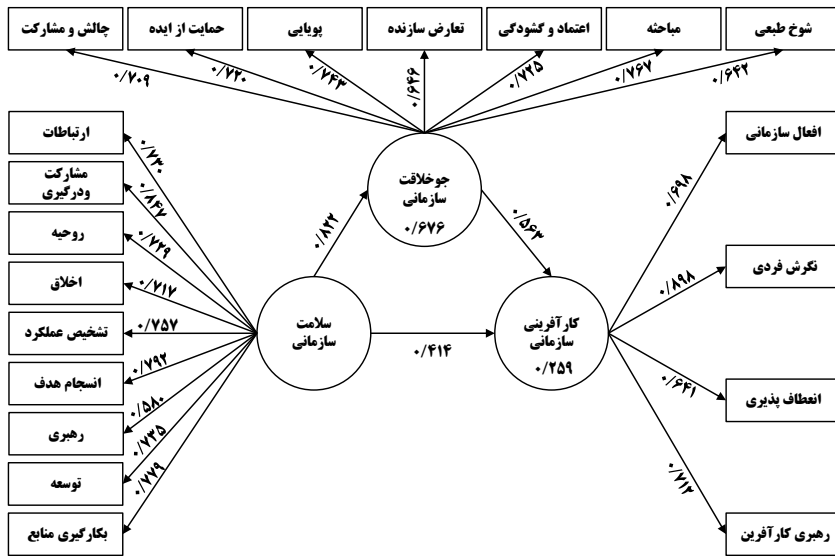 شوخ طبعی
مباحثه
اعتماد و گشودگی
تعارض سازنده
پویایی
حمایت از ایده
چالش و مشارکت
۰/۶۴۲
۰/۷۶۷
۰/۷۲۵
۰/۶۴۶
۰/۷۴۳
۰/۷۲۰
۰/۷۰۹
جوخلاقت
سازمانی
۰/۶۷۶
۰/۸۲۲
۰/۵۶۳
سلامت
سازمانی
۰/۴۱۴
کارآفرینی
سازمانی
۰/۲۵۹
افعال سازمانی
۰/۶۹۸
نگرش فردی
۰/۸۹۸
انعطاف پذیری
۰/۶۴۱
رهبری کارآفرین
۰/۷۱۲
ارتباطات
۰/۷۳۰
مشارکت
ودرگیری
۰/۸۴۷
روحیه
۰/۷۲۹
اخلاق
۰/۷۱۷
تشخیص عملکرد
۰/۷۵۷
انسجام هدف
۰/۷۹۲
رهبری
۰/۵۸۰
توسعه
۰/۷۳۵
بکارگیری منابع
۰/۷۷۹